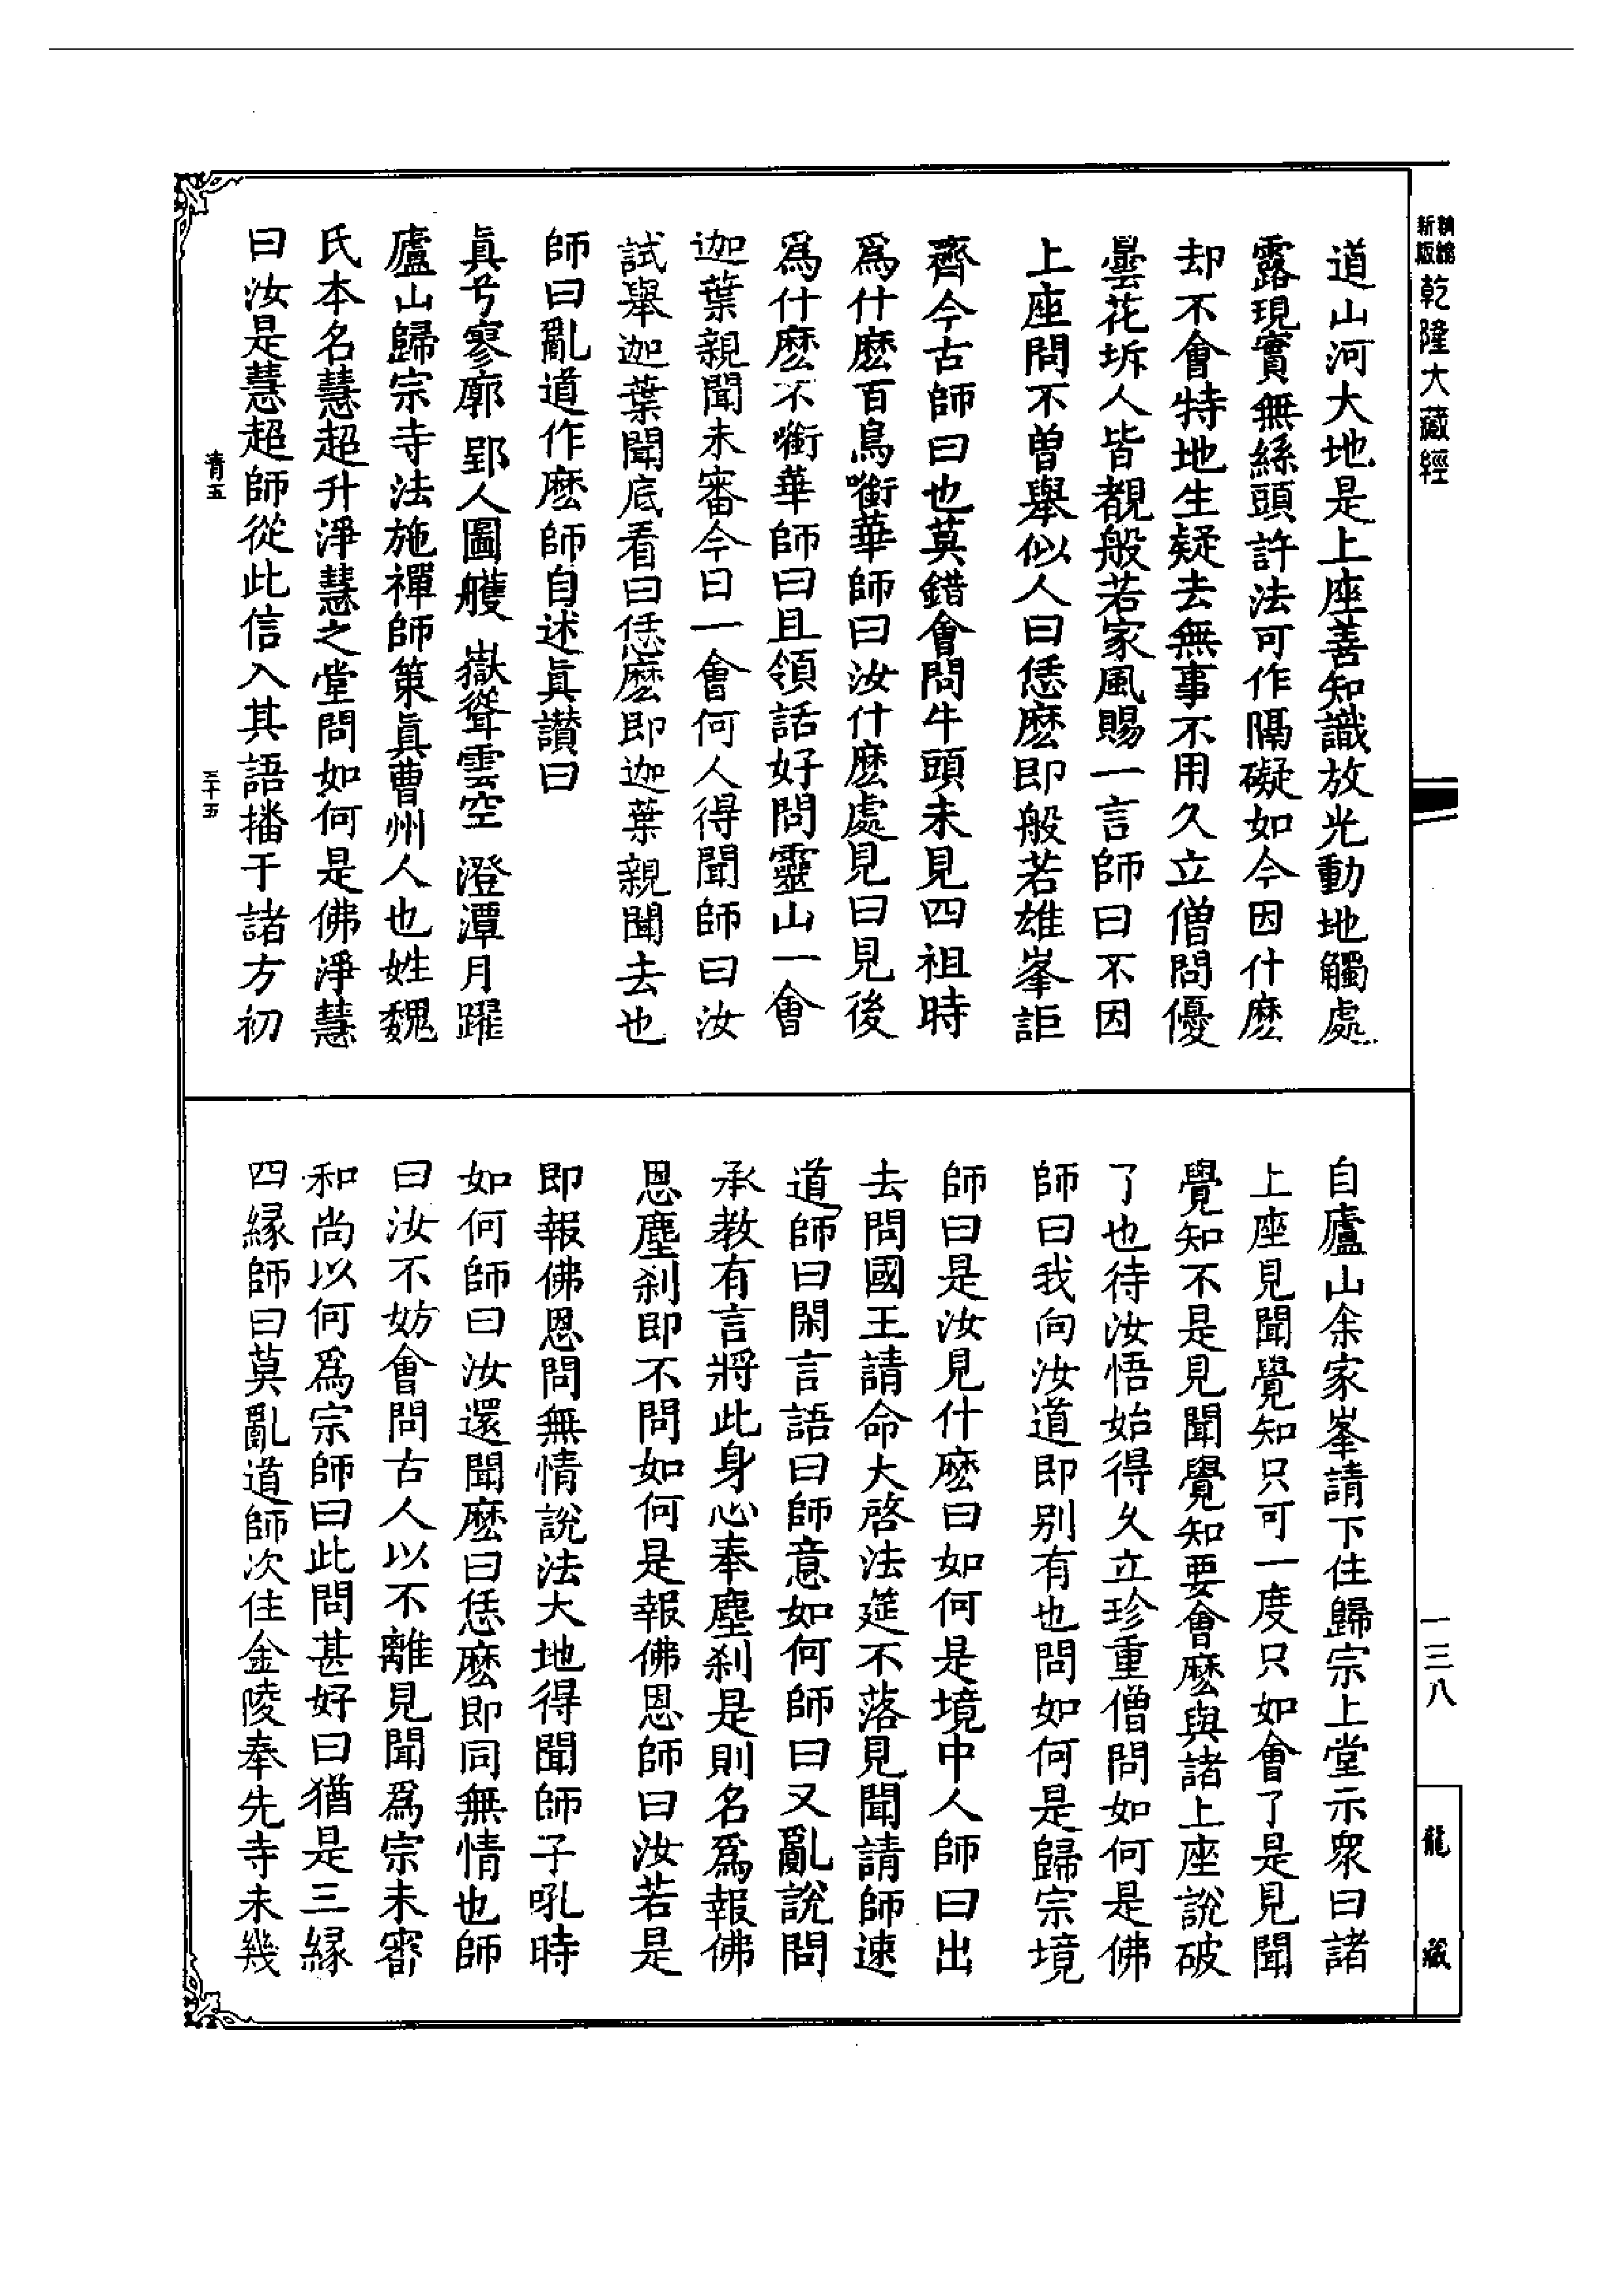 精編新版
乾隆大藏經
道山河大地是上座善知識放光動地觸處
露現實無絲頭許法可作隔礙如今因什麽
却不會特地生疑去無事不用久立僧問優
曇花坼人皆覩般若家風賜一言師曰不因
上座問不曾舉似人曰恁麽即般若雄峯詎
齊今古師曰也莫錯會問牛頭未見四祖時
爲什麽百鳥㗸華師曰汝什麽處見曰見後
爲什麽不㗸華師曰且領話好問靈山一會
迦葉親聞未審今日一會何人得聞師曰汝
試舉迦葉聞底看曰恁麽即迦葉親聞去也
師曰亂道作麽師自述眞讃曰
眞兮寥廓 郢人圖艧 嶽聳雲空 澄潭月躍
廬山歸宗寺法施禪師策眞曹州人也姓魏
氏本名慧超升淨慧之堂問如何是佛淨慧
曰汝是慧超師從此信入其語播于諸方初
青五
三十五
自廬山余家峯請下住歸宗上堂示衆曰諸
上座見聞覺知只可一度只如會了是見聞
覺知不是見聞覺知要會麽與諸上座說破
了也待汝悟始得久立珍重僧問如何是佛
師曰我向汝道即别有也問如何是歸宗境
師曰是汝見什麽曰如何是境中人師曰出
去問國王請命大啓法筵不落見聞請師速
道師曰閑言語曰師意如何師曰又亂說問
承教有言將此身心奉塵刹是則名爲報佛
恩塵刹即不問如何是報佛恩師曰汝若是
即報佛恩問無情說法大地得聞師子吼時
如何師曰汝還聞麽曰恁麽即同無情也師
曰汝不妨會問古人以不離見聞爲宗未審
和尚以何爲宗師曰此問甚好曰猶是三緣
四緣師曰莫亂道師次住金陵奉先寺未幾
一三八
龍藏